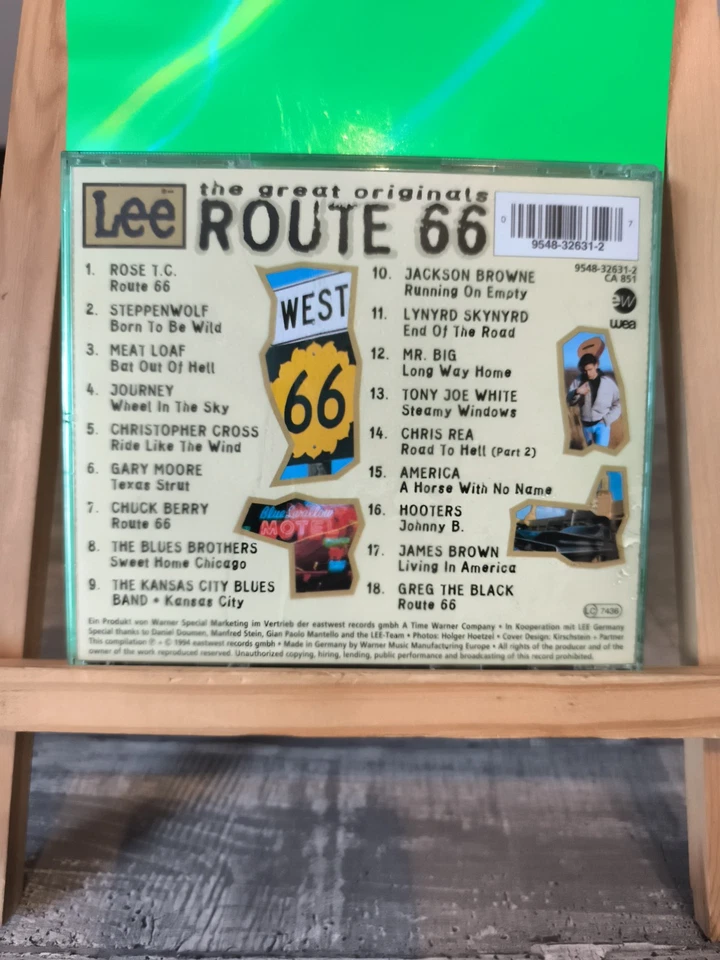 Lee
the great originals
ROUTE 66
0 7
9548-32631-2
9548-32631-2
CA 851
ew
wea
1. ROSE T.C.
Route 66
2. STEPPENWOLF
Born To Be Wild
3. MEAT LOAF
Bat Out Of Hell
4. JOURNEY
Wheel In The Sky
5. CHRISTOPHER CROSS
Ride Like The Wind
6. GARY MOORE
Texas Strut
7. CHUCK BERRY
Route 66
8. THE BLUES BROTHERS
Sweet Home Chicago
9. THE KANSAS CITY BLUES
BAND • Kansas City
WEST
66
Blue Swallow
MOTEL
10. JACKSON BROWNE
Running On Empty
11. LYNYRD SKYNYRD
End Of The Road
12. MR. BIG
Long Way Home
13. TONY JOE WHITE
Steamy Windows
14. CHRIS REA
Road To Hell (Part 2)
15. AMERICA
A Horse With No Name
16. HOOTERS
Johnny B.
17. JAMES BROWN
Living In America
18. GREG THE BLACK
Route 66
LC 7436
Ein Produkt von Warner Special Marketing im Vertrieb der eastwest records gmbh A Time Warner Company • In Kooperation mit LEE Germany
Special thanks to Daniel Doumen, Manfred Stein, Gian Paolo Mantello and the LEE-Team • Photos: Holger Hoetzel • Cover Design: Kirschstein + Partner
This compilation ℗ + © 1994 eastwest records gmbh • Made in Germany by Warner Music Manufacturing Europe • All rights of the producer and of the
owner of the work reproduced reserved. Unauthorized copying, hiring, lending, public performance and broadcasting of this record prohibited.